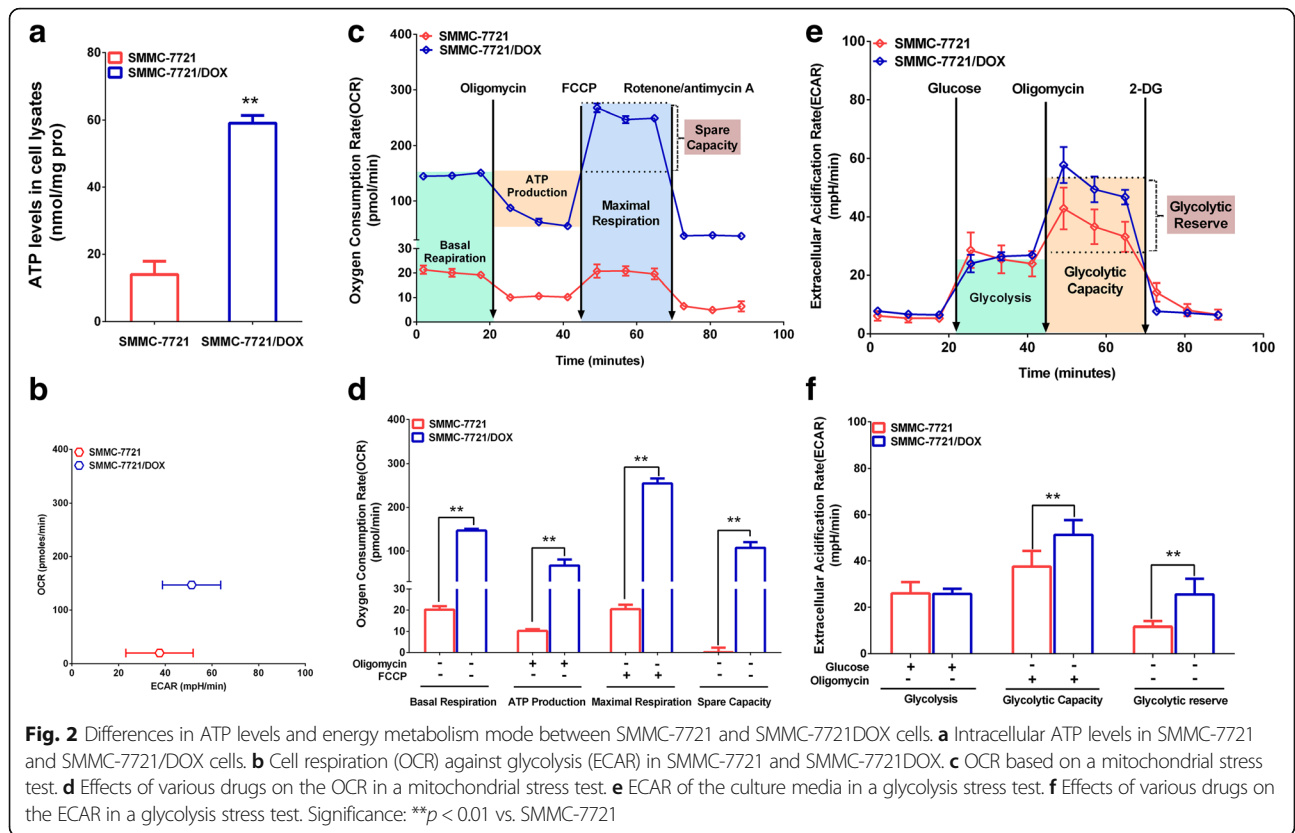 a
SMMC-7721
SMMC-7721/DOX
ATP levels in cell lysates
(nmol/mg pro)
80
60
40
20
0
**
SMMC-7721
SMMC-7721/DOX
b
SMMC-7721
SMMC-7721/DOX
OCR (pmoles/min)
400
300
200
100
0
0
20
40
60
80
100
ECAR (mpH/min)
c
SMMC-7721
SMMC-7721/DOX
Oxygen Consumption Rate(OCR)
(pmol/min)
400
300
200
150
100
30
20
10
0
Oligomycin
FCCP
Rotenone/antimycin A
Spare
Capacity
ATP
Production
Maximal
Respiration
Basal
Reapiration
0
20
40
60
80
100
Time (minutes)
d
SMMC-7721
SMMC-7721/DOX
Oxygen Consumption Rate(OCR)
(pmol/min)
400
300
200
100
30
20
10
0
**
**
**
**
Oligomycin - - + + - - - -
FCCP - - - - + + - -
Basal Respiration
ATP Production
Maximal Respiration
Spare Capacity
e
SMMC-7721
SMMC-7721/DOX
Extracellular Acidification Rate(ECAR)
(mpH/min)
100
80
60
40
20
0
Glucose
Oligomycin
2-DG
Glycolytic
Reserve
Glycolysis
Glycolytic
Capacity
0
20
40
60
80
100
Time (minutes)
f
SMMC-7721
SMMC-7721/DOX
Extracellular Acidification Rate(ECAR)
(mpH/min)
100
80
60
40
20
0
**
**
Glucose + + - - - -
Oligomycin - - + + - -
Glycolysis
Glycolytic Capacity
Glycolytic reserve
Fig. 2 Differences in ATP levels and energy metabolism mode between SMMC-7721 and SMMC-7721DOX cells. a Intracellular ATP levels in SMMC-7721
and SMMC-7721/DOX cells. b Cell respiration (OCR) against glycolysis (ECAR) in SMMC-7721 and SMMC-7721DOX. c OCR based on a mitochondrial stress
test. d Effects of various drugs on the OCR in a mitochondrial stress test. e ECAR of the culture media in a glycolysis stress test. f Effects of various drugs on
the ECAR in a glycolysis stress test. Significance: **p < 0.01 vs. SMMC-7721